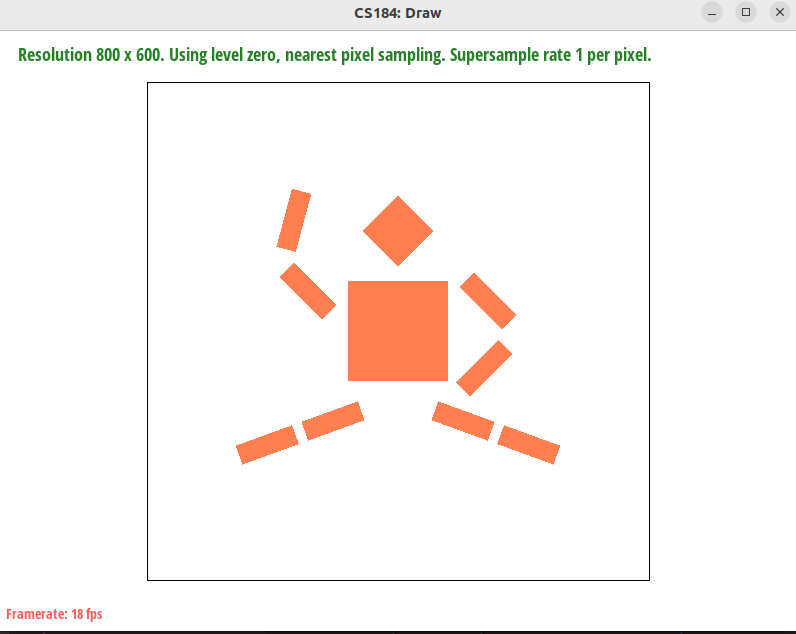 CS184: Draw
Resolution 800 x 600. Using level zero, nearest pixel sampling. Supersample rate 1 per pixel.
Framerate: 18 fps